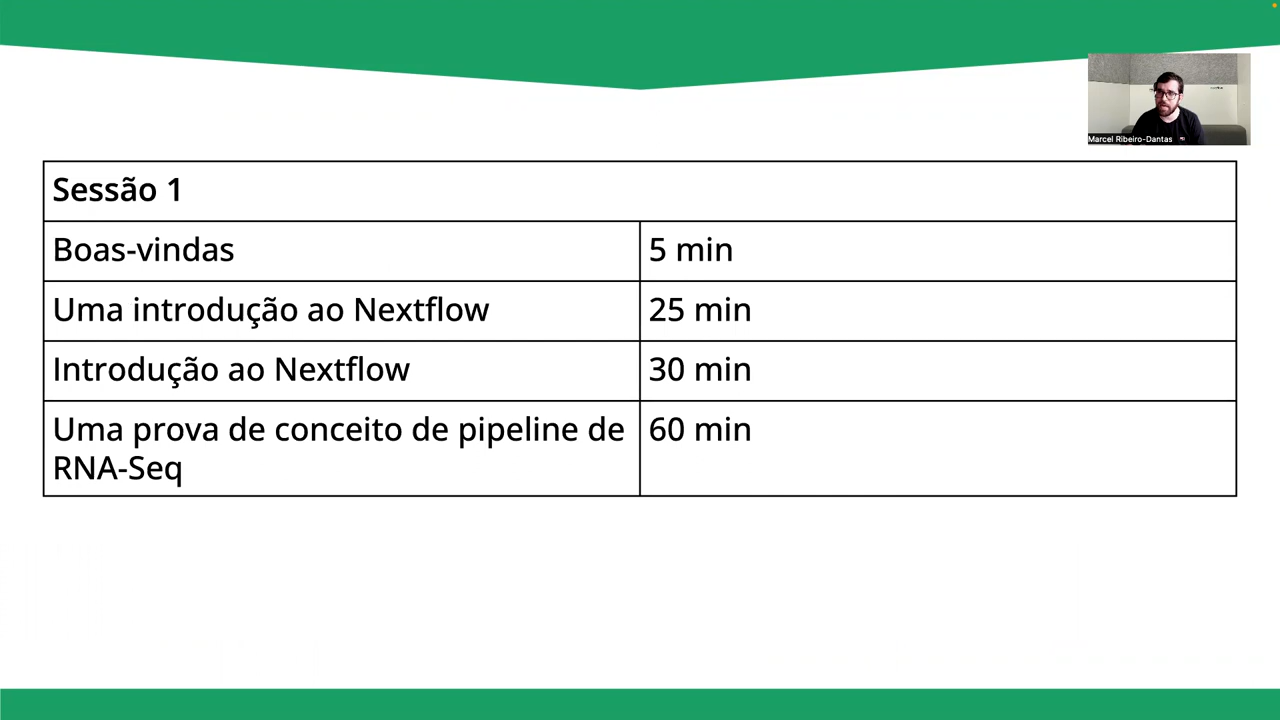 Marcel Ribeiro-Dantas
Sessão 1
Boas-vindas
5 min
Uma introdução ao Nextflow
25 min
Introdução ao Nextflow
30 min
Uma prova de conceito de pipeline de
RNA-Seq
60 min